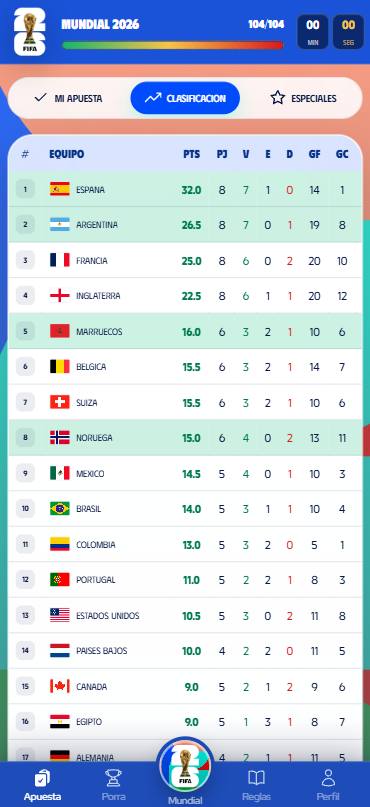 MUNDIAL 2026
104/104
00 00
MIN SEG
FIFA
MI APUESTA CLASIFICACIÓN ESPECIALES
# EQUIPO PTS PJ V E D GF GC
1 ESPAÑA 32.0 8 7 1 0 14 1
2 ARGENTINA 26.5 8 7 0 1 19 8
3 FRANCIA 25.0 8 6 0 2 20 10
4 INGLATERRA 22.5 8 6 1 1 20 12
5 MARRUECOS 16.0 6 3 2 1 10 6
6 BELGICA 15.5 6 3 2 1 14 7
7 SUIZA 15.5 6 3 2 1 10 6
8 NORUEGA 15.0 6 4 0 2 13 11
9 MEXICO 14.5 5 4 0 1 10 3
10 BRASIL 14.0 5 3 1 1 10 4
11 COLOMBIA 13.0 5 3 2 0 5 1
12 PORTUGAL 11.0 5 2 2 1 8 3
13 ESTADOS UNIDOS 10.5 5 3 0 2 11 8
14 PAISES BAJOS 10.0 4 2 2 0 11 5
15 CANADA 9.0 5 2 1 2 9 6
16 EGIPTO 9.0 5 1 3 1 8 7
17 ALEMANIA 4 2 1 1 11 5
FIFA
Apuesta Porra Mundial Reglas Perfil